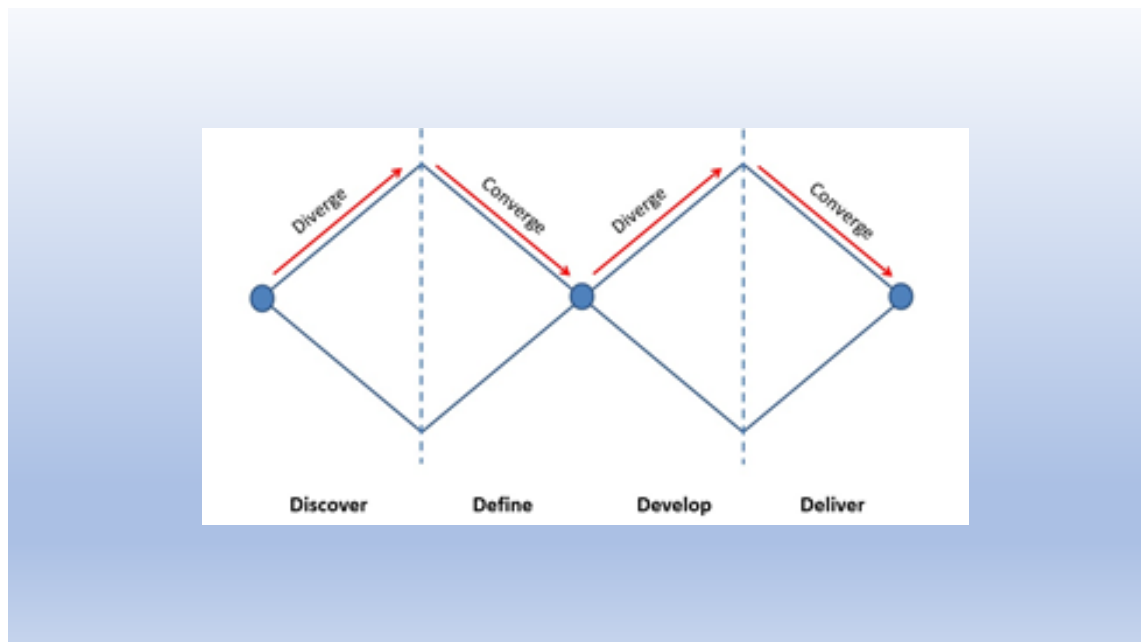 Diverge
Converge
Diverge
Converge
Discover
Define
Develop
Deliver